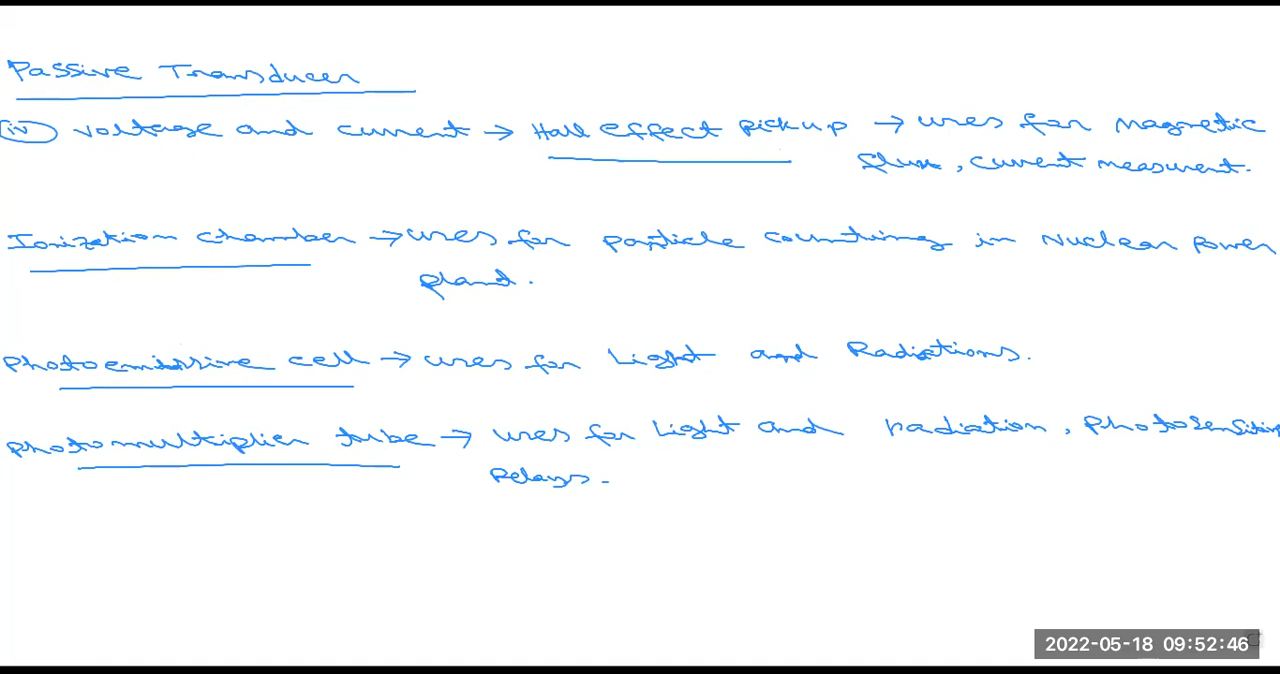 Passive Transducer
(iv) voltage and current → Hall effect pickup → uses for Magnetic
flux, current measurent.
Ionization chamber → uses for particle counting in Nuclear power
plant.
Photoemissive cell → uses for Light and Radiations.
photomultiplier tube → uses for Light and radiation, photosensitive
Relays.
2022-05-18 09:52:46